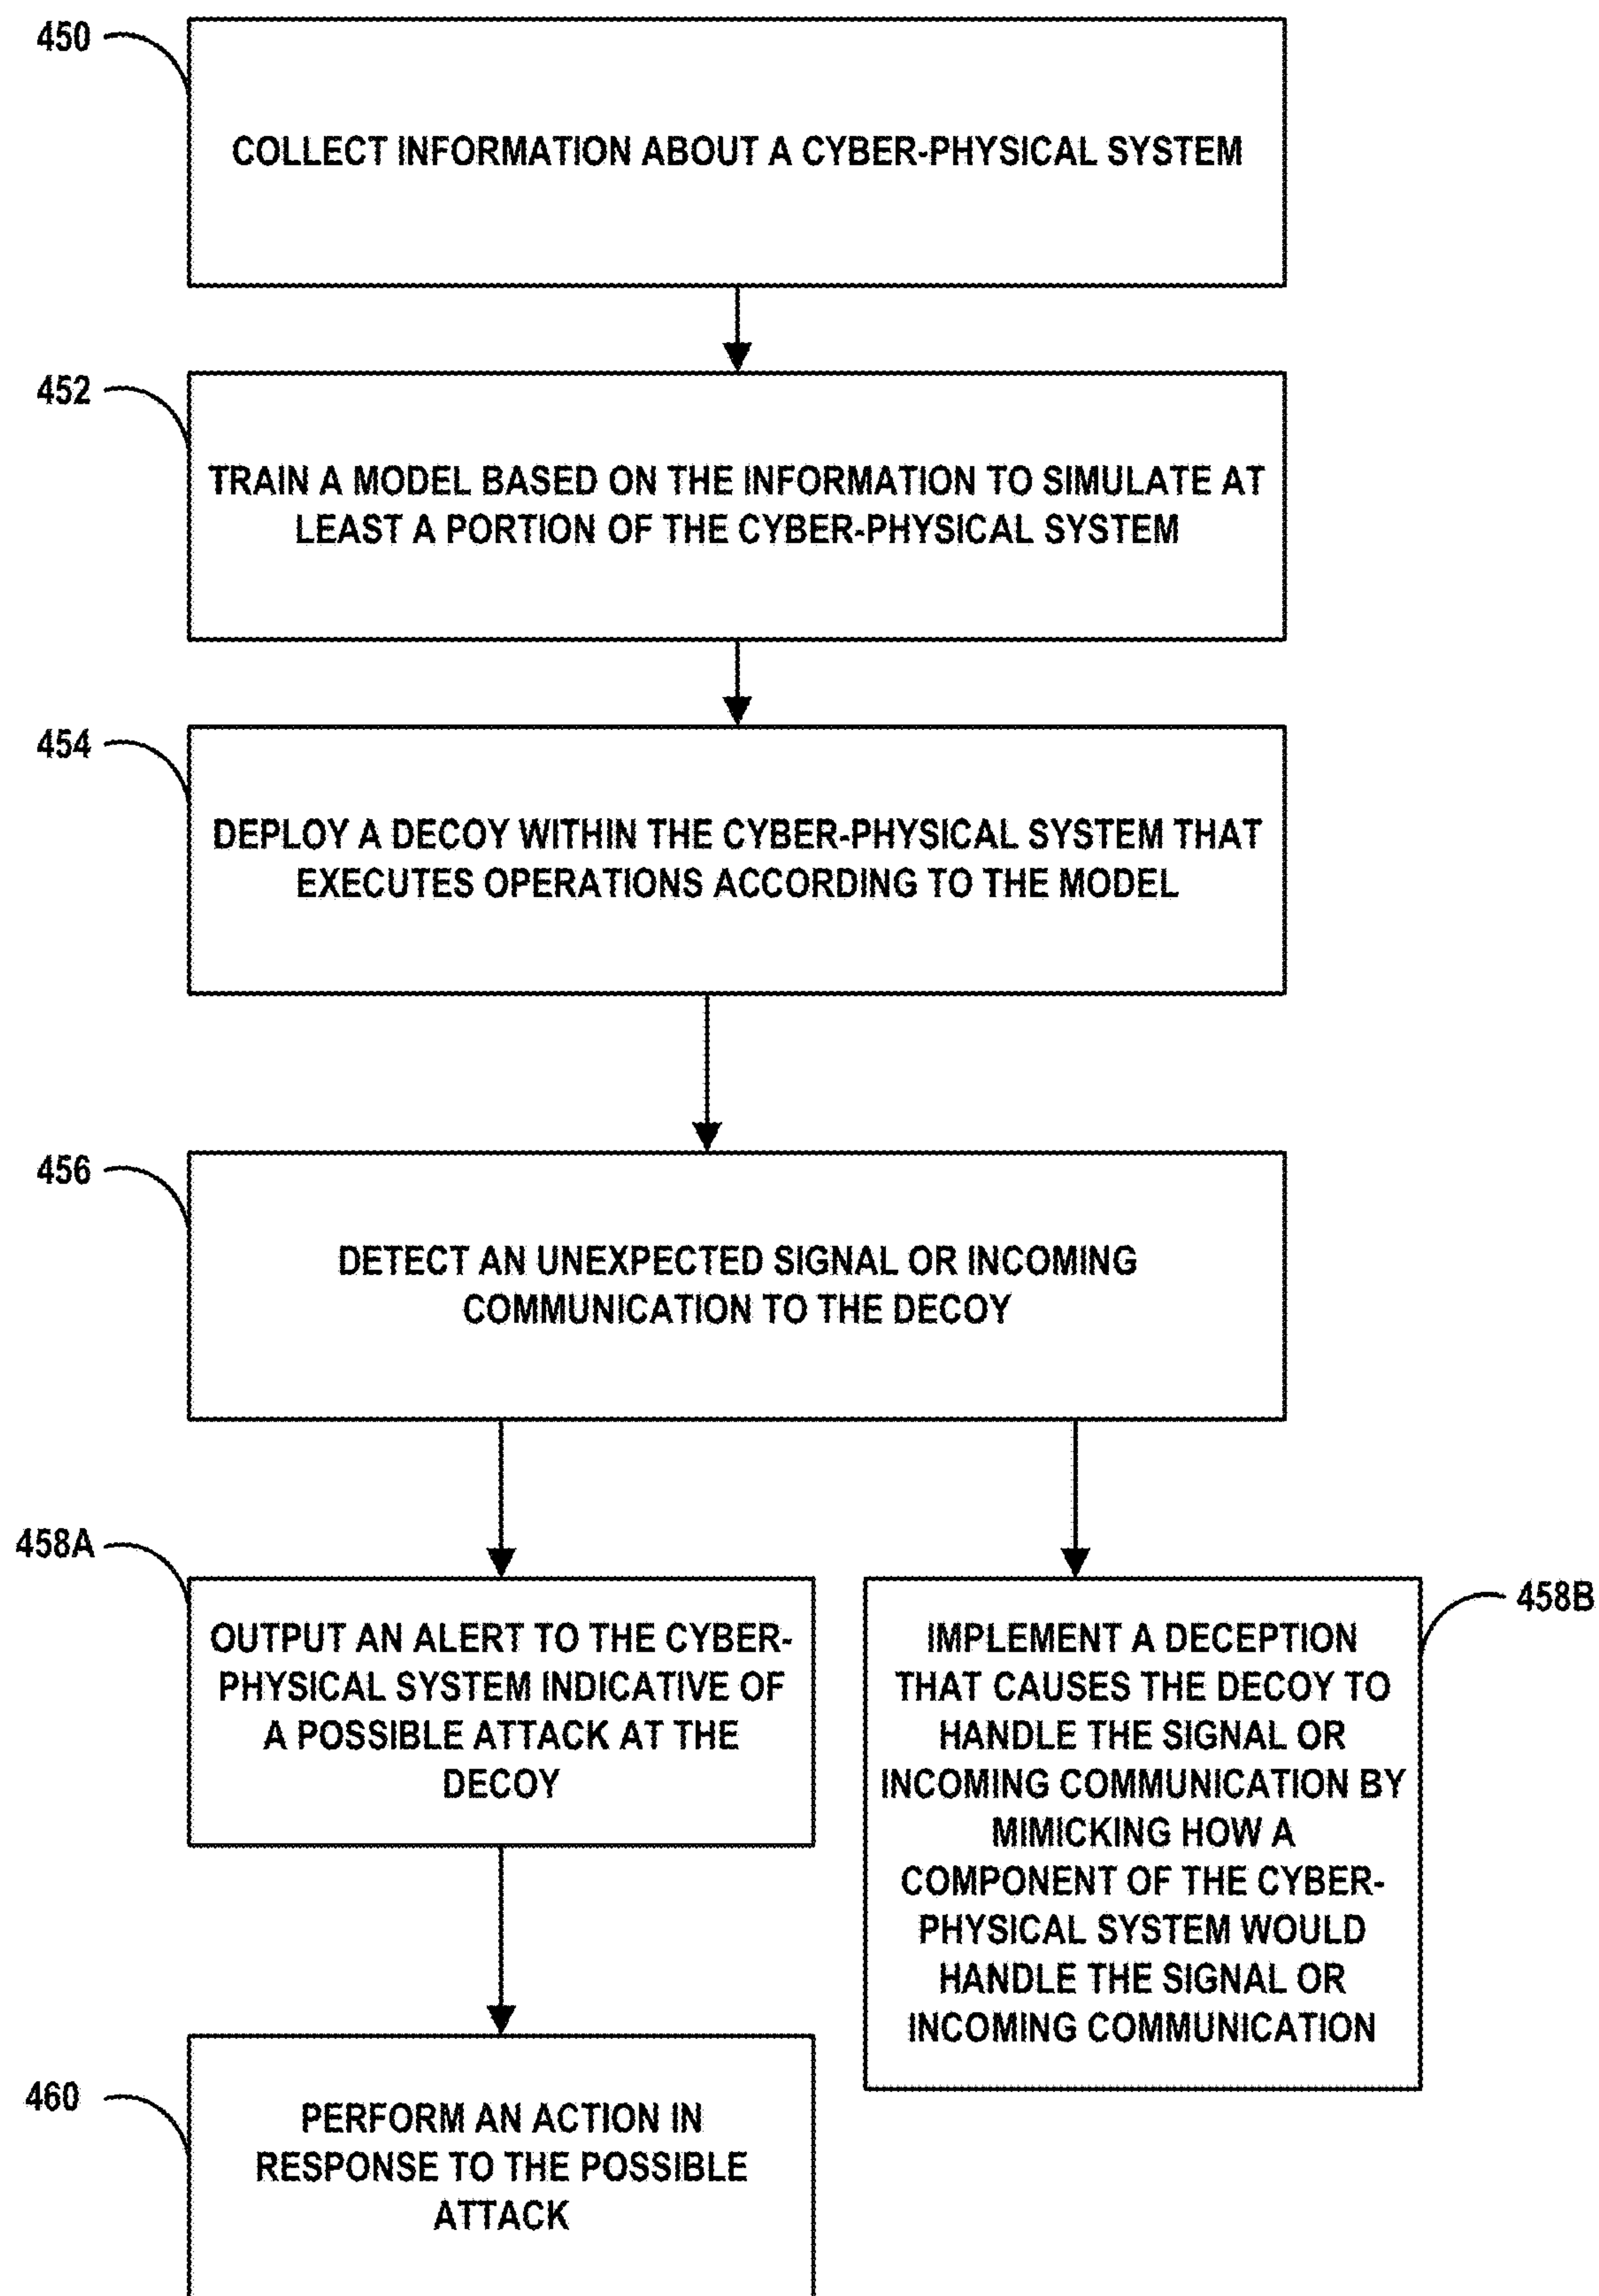 450
COLLECT INFORMATION ABOUT A CYBER-PHYSICAL SYSTEM
452
TRAIN A MODEL BASED ON THE INFORMATION TO SIMULATE AT
LEAST A PORTION OF THE CYBER-PHYSICAL SYSTEM
454
DEPLOY A DECOY WITHIN THE CYBER-PHYSICAL SYSTEM THAT
EXECUTES OPERATIONS ACCORDING TO THE MODEL
456
DETECT AN UNEXPECTED SIGNAL OR INCOMING
COMMUNICATION TO THE DECOY
458A
OUTPUT AN ALERT TO THE CYBER-
PHYSICAL SYSTEM INDICATIVE OF
A POSSIBLE ATTACK AT THE
DECOY
458B
IMPLEMENT A DECEPTION
THAT CAUSES THE DECOY TO
HANDLE THE SIGNAL OR
INCOMING COMMUNICATION BY
MIMICKING HOW A
COMPONENT OF THE CYBER-
PHYSICAL SYSTEM WOULD
HANDLE THE SIGNAL OR
INCOMING COMMUNICATION
460
PERFORM AN ACTION IN
RESPONSE TO THE POSSIBLE
ATTACK